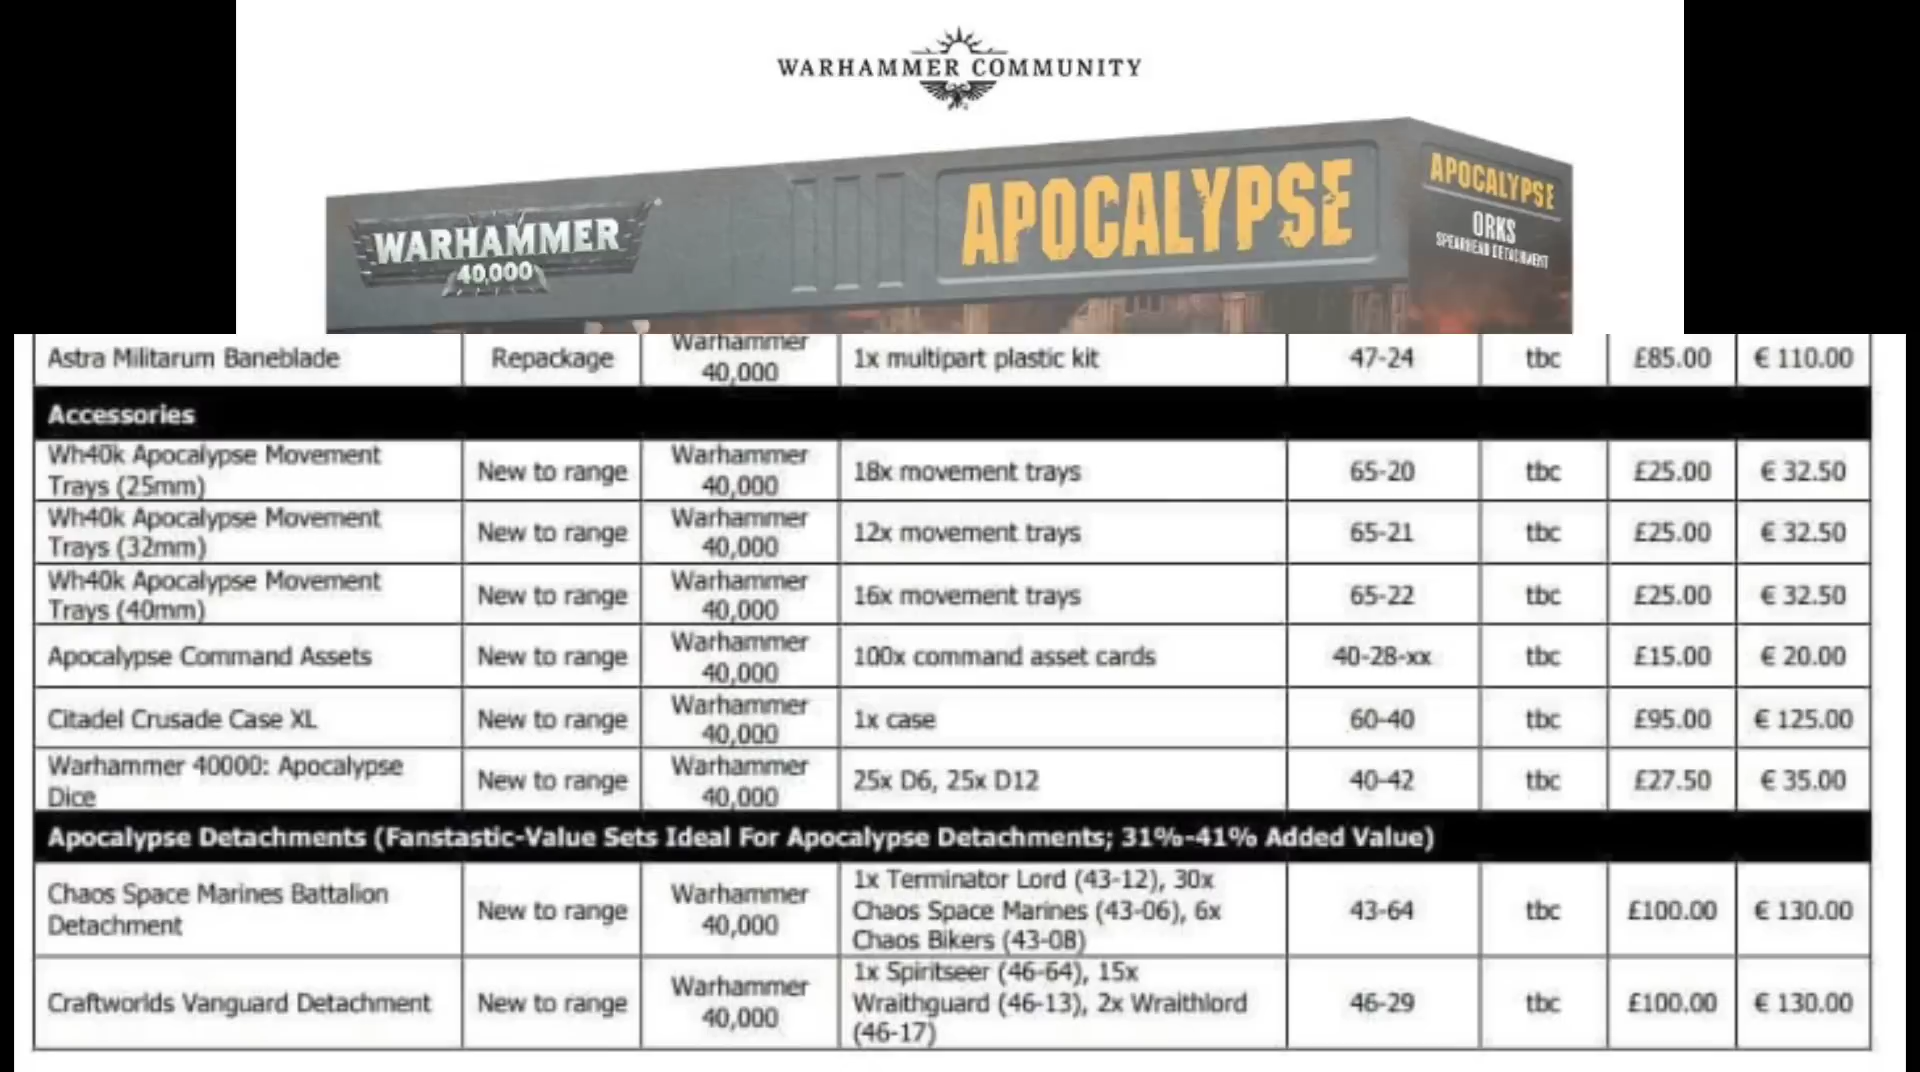 WARHAMMER COMMUNITY
WARHAMMER
40,000
APOCALYPSE
APOCALYPSE
ORKS
SPEARHEAD DETACHMENT
Astra Militarum Baneblade Repackage Warhammer 40,000 1x multipart plastic kit 47-24 tbc £85.00 € 110.00
Accessories
Wh40k Apocalypse Movement Trays (25mm) New to range Warhammer 40,000 18x movement trays 65-20 tbc £25.00 € 32.50
Wh40k Apocalypse Movement Trays (32mm) New to range Warhammer 40,000 12x movement trays 65-21 tbc £25.00 € 32.50
Wh40k Apocalypse Movement Trays (40mm) New to range Warhammer 40,000 16x movement trays 65-22 tbc £25.00 € 32.50
Apocalypse Command Assets New to range Warhammer 40,000 100x command asset cards 40-28-xx tbc £15.00 € 20.00
Citadel Crusade Case XL New to range Warhammer 40,000 1x case 60-40 tbc £95.00 € 125.00
Warhammer 40000: Apocalypse Dice New to range Warhammer 40,000 25x D6, 25x D12 40-42 tbc £27.50 € 35.00
Apocalypse Detachments (Fanstastic-Value Sets Ideal For Apocalypse Detachments; 31%-41% Added Value)
Chaos Space Marines Battalion Detachment New to range Warhammer 40,000 1x Terminator Lord (43-12), 30x Chaos Space Marines (43-06), 6x Chaos Bikers (43-08) 43-64 tbc £100.00 € 130.00
Craftworlds Vanguard Detachment New to range Warhammer 40,000 1x Spiritseer (46-64), 15x Wraithguard (46-13), 2x Wraithlord (46-17) 46-29 tbc £100.00 € 130.00